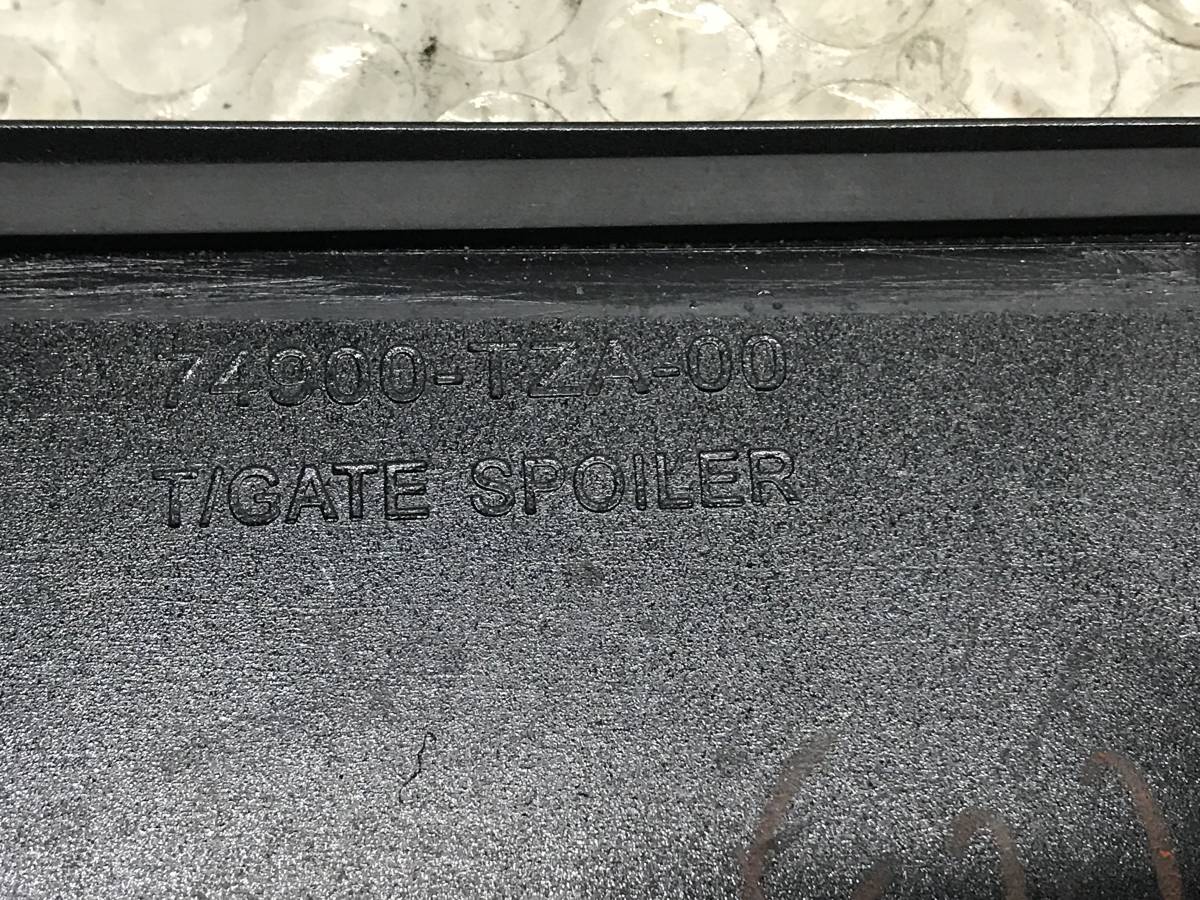 74900-TZA-00
T/GATE SPOILER